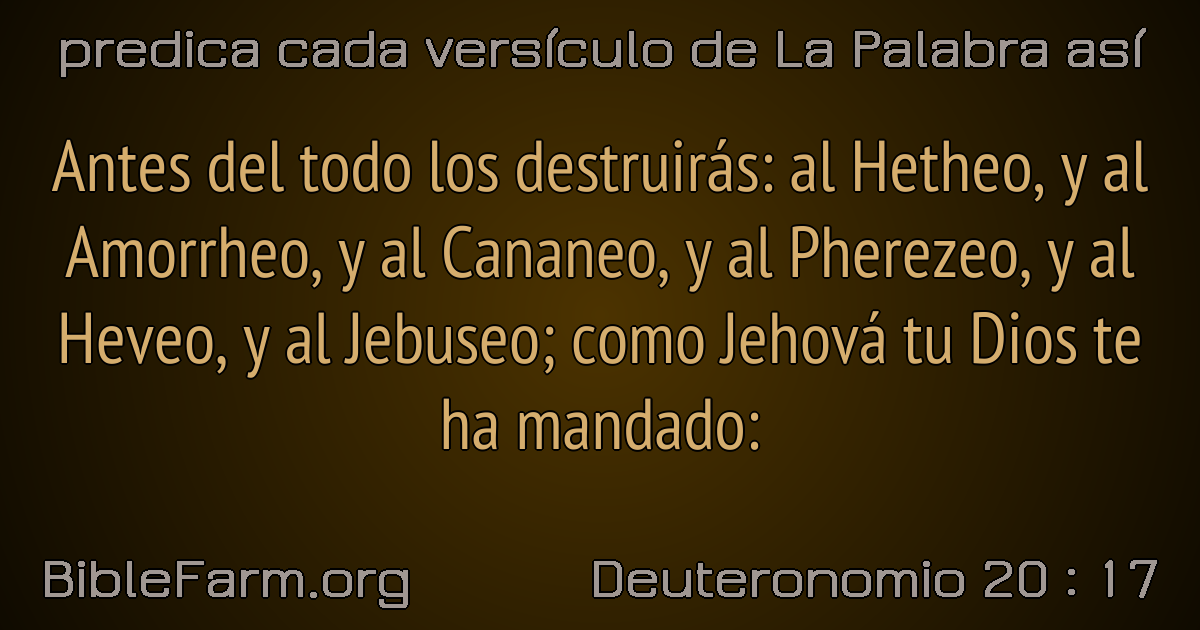 predica cada versículo de La Palabra así
Antes del todo los destruirás: al Hetheo, y al
Amorrheo, y al Cananeo, y al Pherezeo, y al
Heveo, y al Jebuseo; como Jehová tu Dios te
ha mandado:
BibleFarm.org Deuteronomio 20 : 17